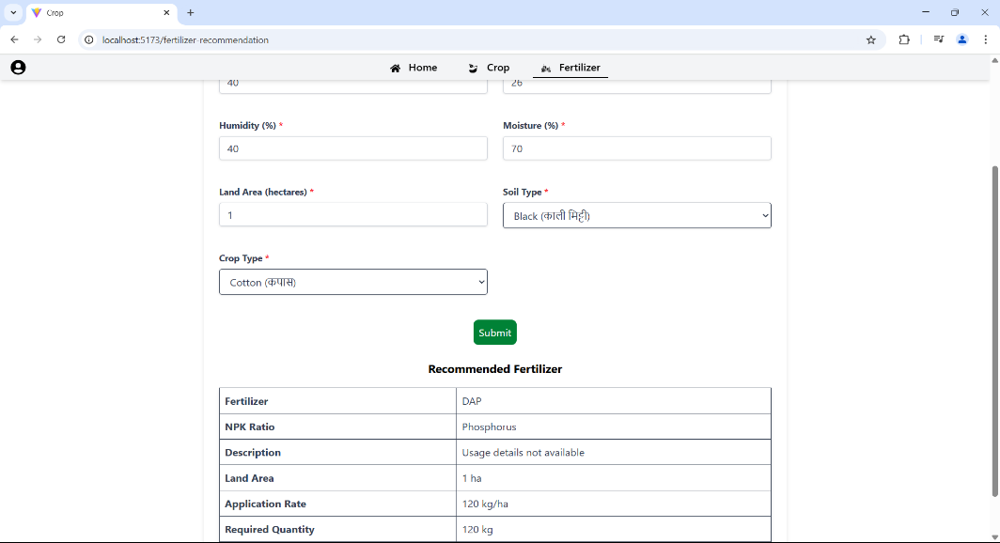 Crop
localhost:5173/fertilizer-recommendation
Home Crop Fertilizer
40 26
Humidity (%) * Moisture (%) *
40 70
Land Area (hectares) * Soil Type *
1 Black (काली मिट्टी)
Crop Type *
Cotton (कपास)
Submit
Recommended Fertilizer
Fertilizer DAP
NPK Ratio Phosphorus
Description Usage details not available
Land Area 1 ha
Application Rate 120 kg/ha
Required Quantity 120 kg